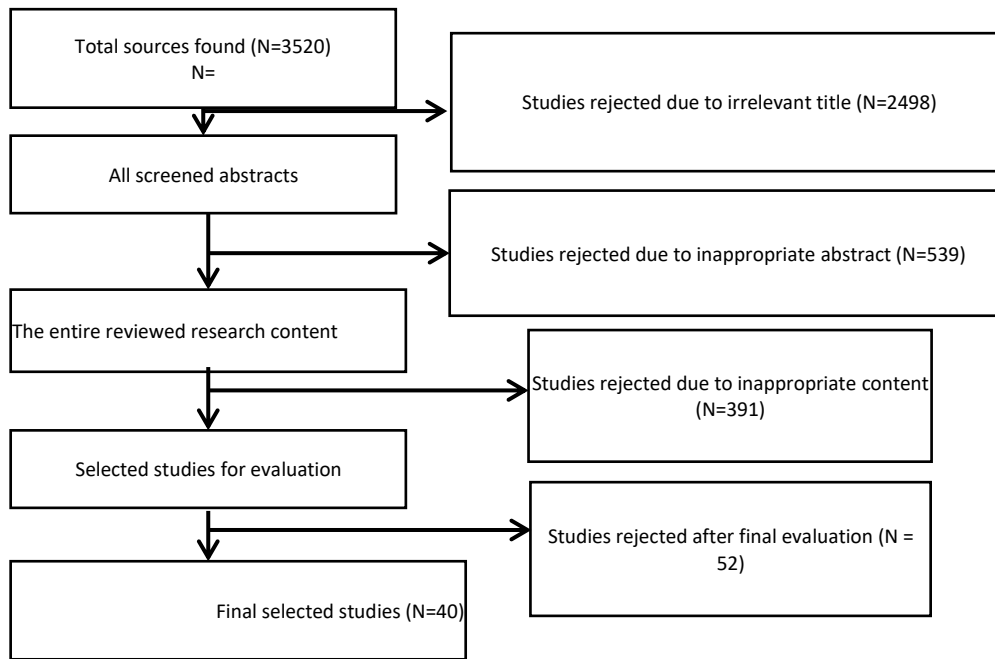 Total sources found (N=3520)
N=
Studies rejected due to irrelevant title (N=2498)
All screened abstracts
Studies rejected due to inappropriate abstract (N=539)
The entire reviewed research content
Studies rejected due to inappropriate content
(N=391)
Selected studies for evaluation
Studies rejected after final evaluation (N =
52)
Final selected studies (N=40)